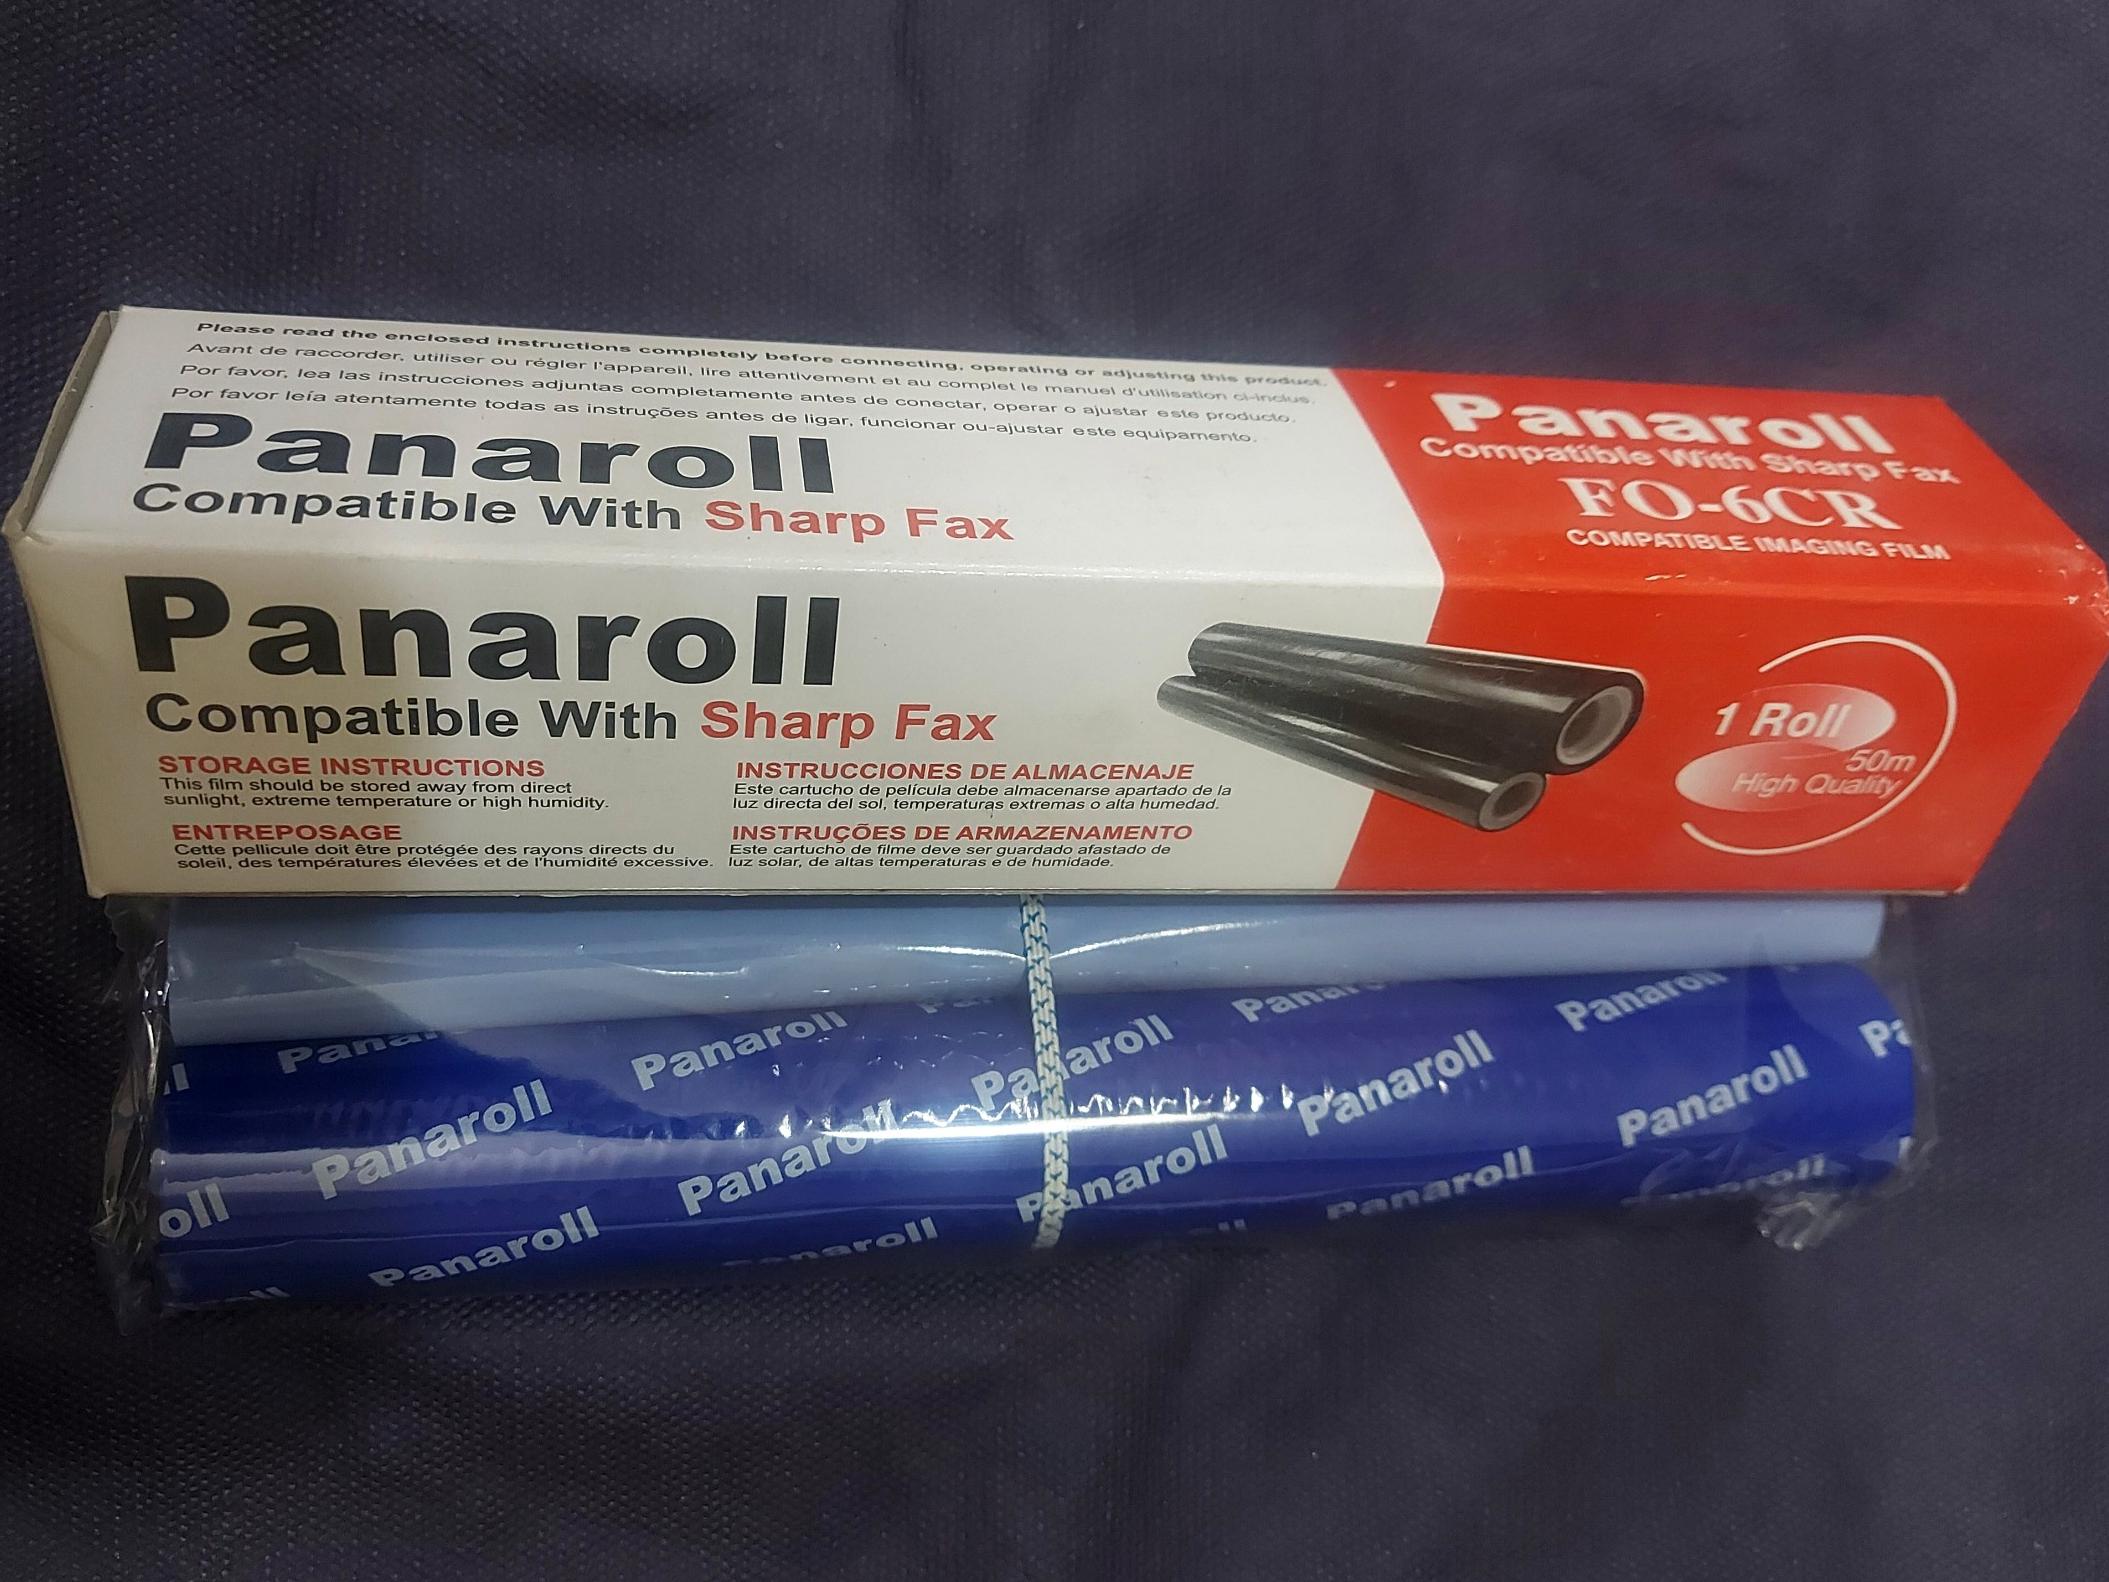 Please read the enclosed instructions completely before connecting, operating or adjusting this product.
Avant de raccorder, utiliser ou régler l'appareil, lire attentivement et au complet le manuel d'utilisation ci-inclus.
Por favor, lea las instrucciones adjuntas completamente antes de conectar, operar o ajustar este producto.
Por favor leía atentamente todas as instruções antes de ligar, funcionar ou-ajustar este equipamento.
Panaroll
Compatible With Sharp Fax
Panaroll
Compatible With Sharp Fax
FO-6CR
COMPATIBLE IMAGING FILM
Panaroll
Compatible With Sharp Fax
STORAGE INSTRUCTIONS
This film should be stored away from direct
sunlight, extreme temperature or high humidity.
ENTREPOSAGE
Cette pellicule doit être protégée des rayons directs du
soleil, des températures élevées et de l'humidité excessive.
INSTRUCCIONES DE ALMACENAJE
Este cartucho de película debe almacenarse apartado de la
luz directa del sol, temperaturas extremas o alta humedad.
INSTRUÇÕES DE ARMAZENAMENTO
Este cartucho de filme deve ser guardado afastado de
luz solar, de altas temperaturas e de humidade.
1 Roll
50m
High Quality
Panaroll
Panaroll
Panaroll
Panaroll
Panaroll
Panaroll
Panaroll
Panaroll
Panaroll
Panaroll
Panaroll